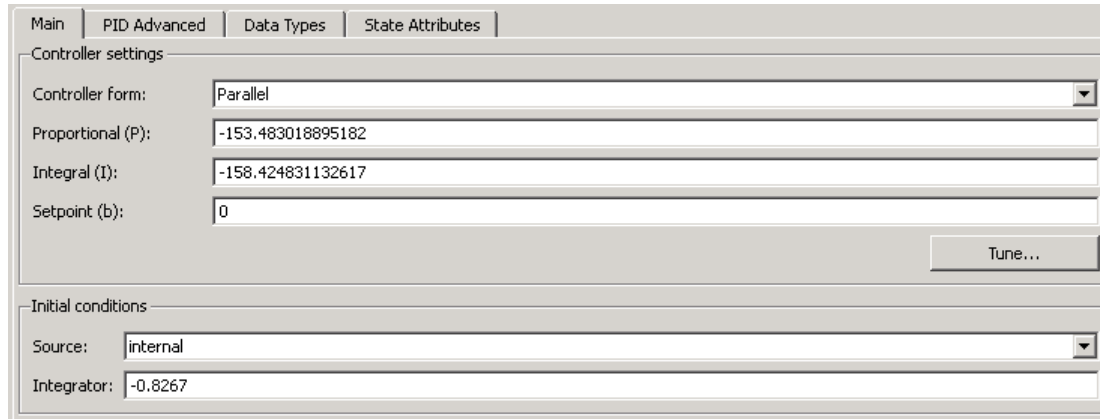 Main PID Advanced Data Types State Attributes
Controller settings
Controller form: Parallel
Proportional (P): -153.483018895182
Integral (I): -158.424831132617
Setpoint (b): 0
Tune...
Initial conditions
Source: internal
Integrator: -0.8267